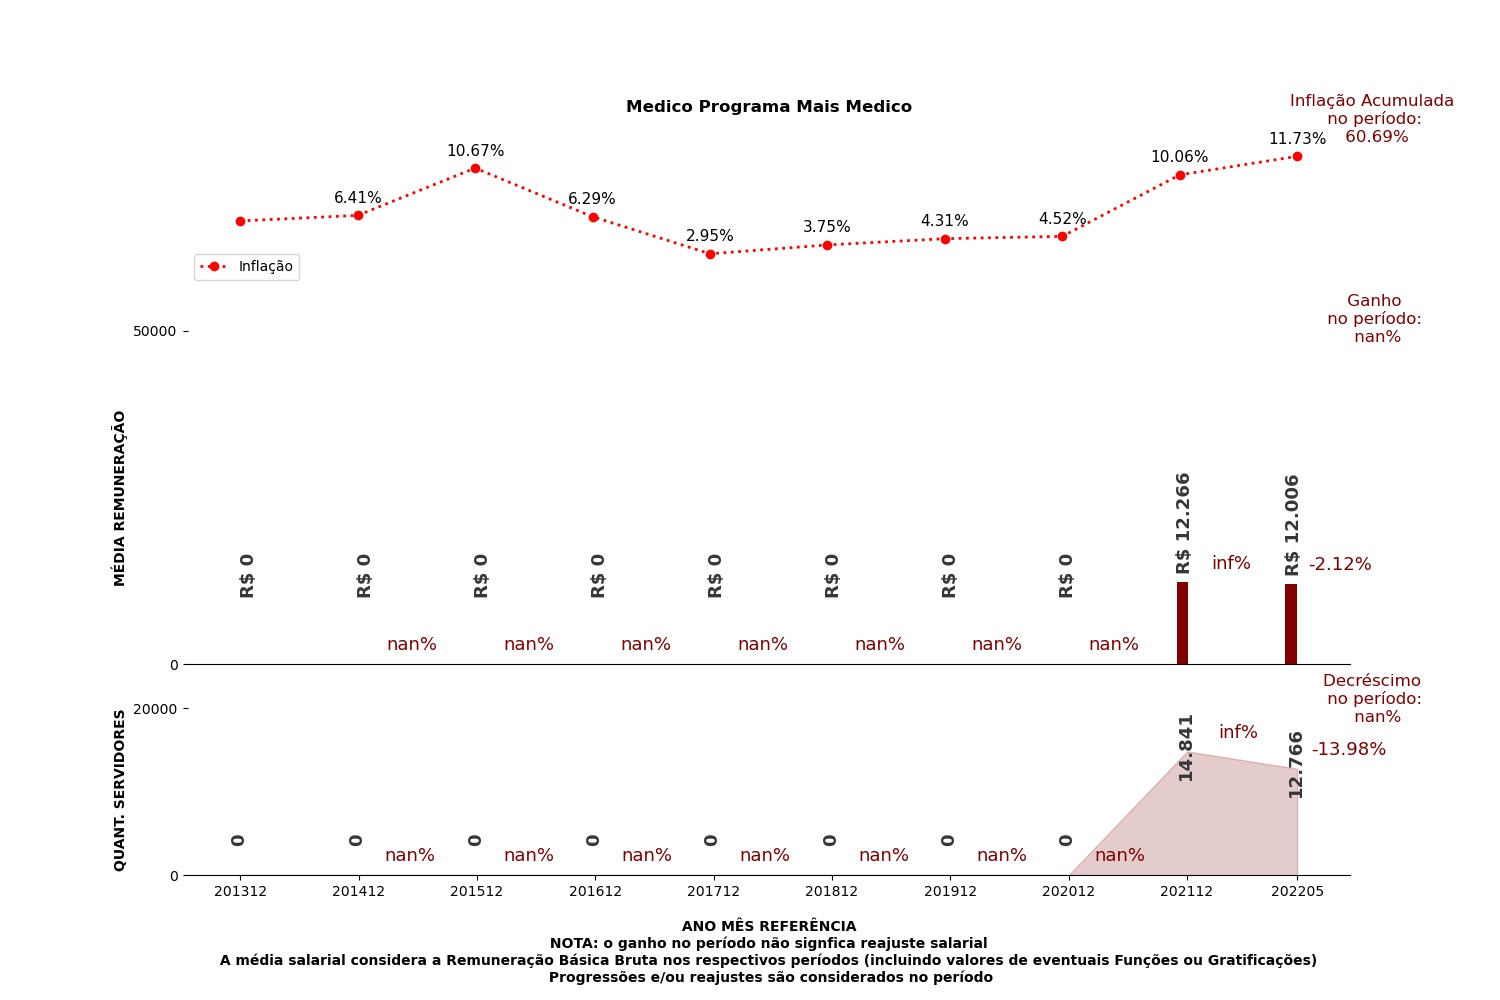 Medico Programa Mais Medico
Inflação Acumulada
no período:
60.69%
6.41%
10.67%
6.29%
2.95%
3.75%
4.31%
4.52%
10.06%
11.73%
Inflação
Ganho
no período:
nan%
MÉDIA REMUNERAÇÃO
50000
0
R$ 0
R$ 0
R$ 0
R$ 0
R$ 0
R$ 0
R$ 0
R$ 0
R$ 12.266
R$ 12.006
nan%
nan%
nan%
nan%
nan%
nan%
nan%
inf%
-2.12%
Decréscimo
no período:
nan%
QUANT. SERVIDORES
20000
0
0
0
0
0
0
0
0
0
14.841
12.766
nan%
nan%
nan%
nan%
nan%
nan%
nan%
inf%
-13.98%
201312
201412
201512
201612
201712
201812
201912
202012
202112
202205
ANO MÊS REFERÊNCIA
NOTA: o ganho no período não signfica reajuste salarial
A média salarial considera a Remuneração Básica Bruta nos respectivos períodos (incluindo valores de eventuais Funções ou Gratificações)
Progressões e/ou reajustes são considerados no período